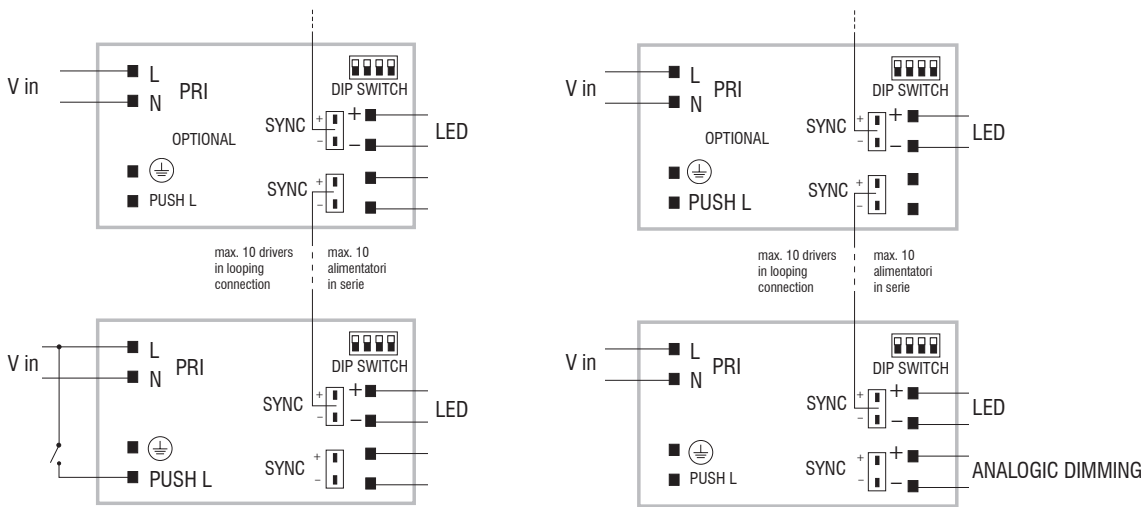 V in
L
N
PRI
DIP SWITCH
OPTIONAL
SYNC
+
−
+
−
LED
SYNC
+
−
PUSH L
max. 10 drivers
in looping
connection
max. 10
alimentatori
in serie
V in
L
N
PRI
DIP SWITCH
SYNC
+
−
+
−
LED
SYNC
+
−
PUSH L
V in
L
N
PRI
DIP SWITCH
OPTIONAL
SYNC
+
−
+
−
LED
SYNC
+
−
PUSH L
max. 10 drivers
in looping
connection
max. 10
alimentatori
in serie
V in
L
N
PRI
DIP SWITCH
SYNC
+
−
+
−
LED
SYNC
+
−
+
−
ANALOGIC DIMMING
PUSH L